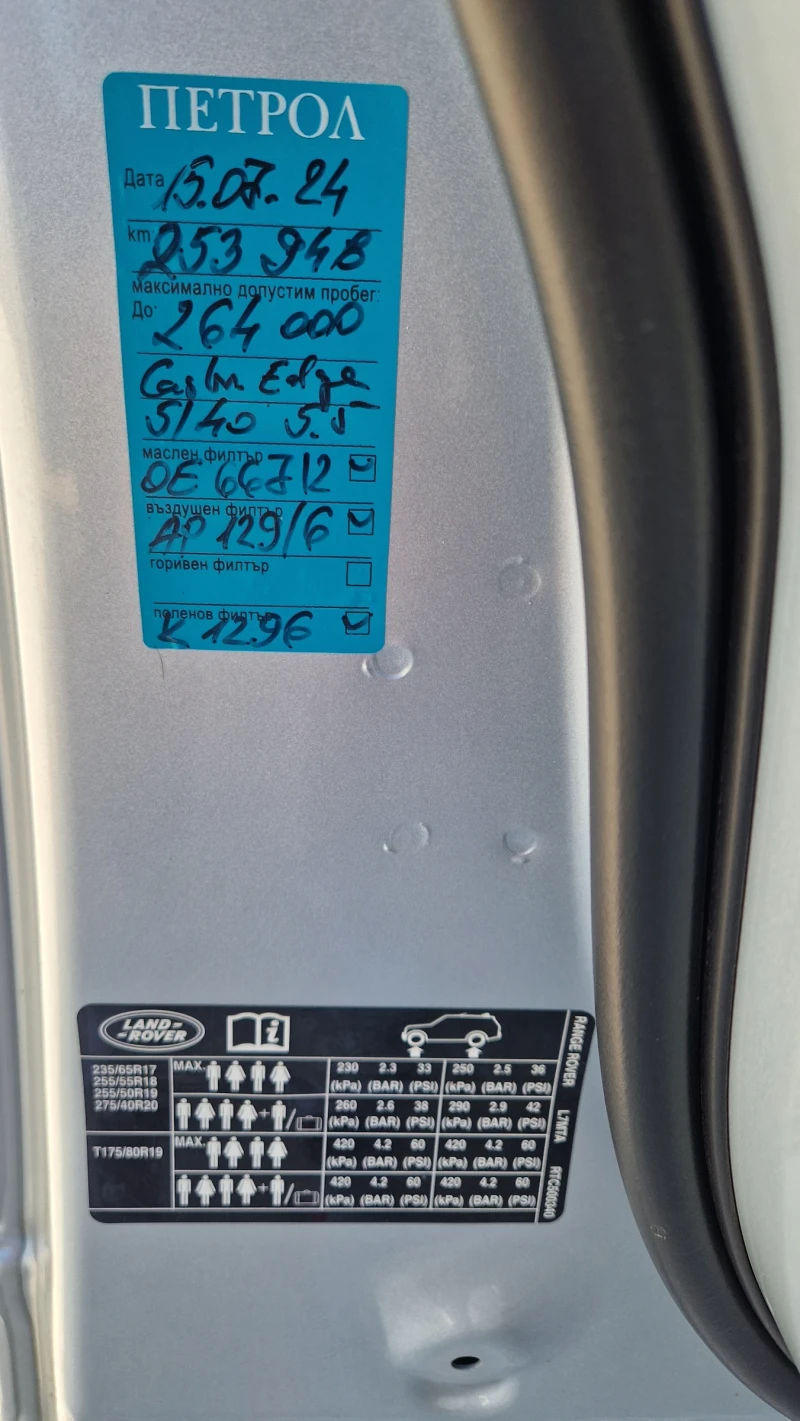 ПЕТРОЛ
Дата 15.07.24
km: 253 948
максимално допустим пробег:
До: 264 000
Edge
5/40 5.5
маслен филтър
OE 667/2
въздушен филтър
AP 129/6
горивен филтър
поленов филтър
K 1296
LAND-
-ROVER
i
235/65R17
255/55R18
255/50R19
275/40R20
MAX.
230 2.3 33 250 2.5 36
(kPa) (BAR) (PSI) (kPa) (BAR) (PSI)
+ /
260 2.6 38 290 2.9 42
(kPa) (BAR) (PSI) (kPa) (BAR) (PSI)
T175/80R19
MAX.
420 4.2 60 420 4.2 60
(kPa) (BAR) (PSI) (kPa) (BAR) (PSI)
+ /
420 4.2 60 420 4.2 60
(kPa) (BAR) (PSI) (kPa) (BAR) (PSI)
RANGE ROVER L7MTA RTC500340